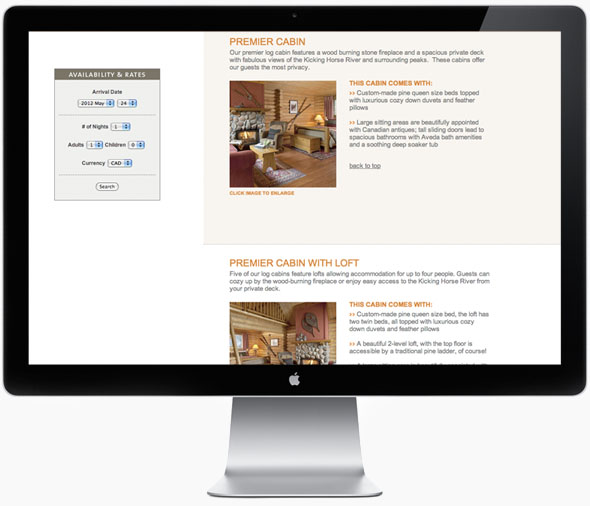 AVAILABILITY & RATES
Arrival Date
2012 May 24
# of Nights 1
Adults 1 Children 0
Currency CAD
Search
PREMIER CABIN
Our premier log cabin features a wood burning stone fireplace and a spacious private deck
with fabulous views of the Kicking Horse River and surrounding peaks. These cabins offer
our guests the most privacy.
THIS CABIN COMES WITH:
>> Custom-made pine queen size beds topped
with luxurious cozy down duvets and feather
pillows
>> Large sitting areas are beautifully appointed
with Canadian antiques; tall sliding doors lead to
spacious bathrooms with Aveda bath amenities
and a soothing deep soaker tub
back to top
CLICK IMAGE TO ENLARGE
PREMIER CABIN WITH LOFT
Five of our log cabins feature lofts allowing accommodation for up to four people. Guests can
cozy up by the wood-burning fireplace or enjoy easy access to the Kicking Horse River from
your private deck.
THIS CABIN COMES WITH:
>> Custom-made pine queen size bed, the loft has
two twin beds, all topped with luxurious cozy
down duvets and feather pillows
>> A beautiful 2-level loft, with the top floor is
accessible by a traditional pine ladder, of course!